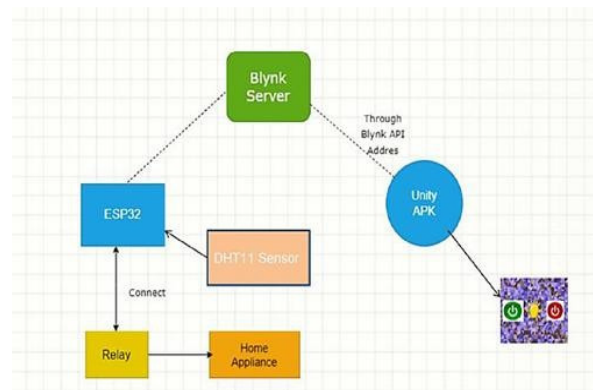 Blynk
Server
Through
Blynk API
Addres
Unity
APK
ESP32
DHT11 Sensor
Connect
Relay
Home
Appliance